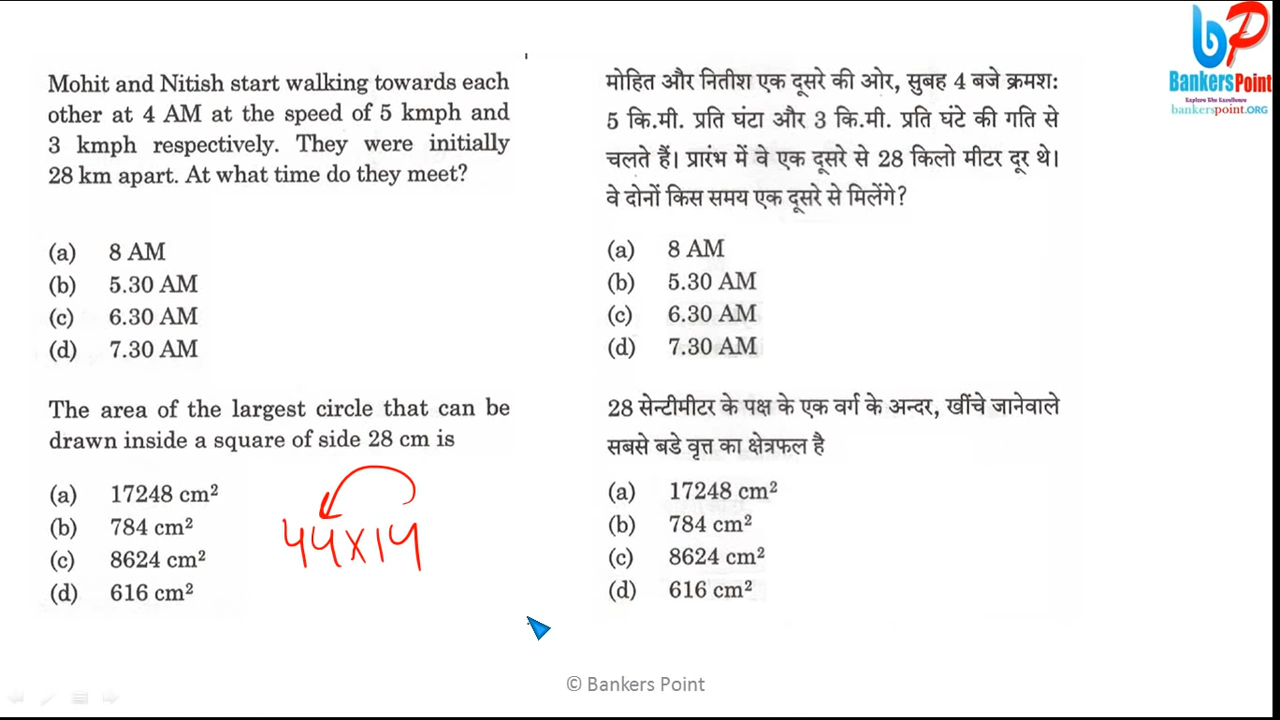 BankersPoint
Explore The Excellence
bankerspoint.ORG
Mohit and Nitish start walking towards each
other at 4 AM at the speed of 5 kmph and
3 kmph respectively. They were initially
28 km apart. At what time do they meet?
(a) 8 AM
(b) 5.30 AM
(c) 6.30 AM
(d) 7.30 AM
The area of the largest circle that can be
drawn inside a square of side 28 cm is
(a) 17248 cm²
(b) 784 cm²
(c) 8624 cm²
(d) 616 cm²
44×14
मोहित और नितीश एक दूसरे की ओर, सुबह 4 बजे क्रमश:
5 कि.मी. प्रति घंटा और 3 कि.मी. प्रति घंटे की गति से
चलते हैं। प्रारंभ में वे एक दूसरे से 28 किलो मीटर दूर थे।
वे दोनों किस समय एक दूसरे से मिलेंगे?
(a) 8 AM
(b) 5.30 AM
(c) 6.30 AM
(d) 7.30 AM
28 सेन्टीमीटर के पक्ष के एक वर्ग के अन्दर, खींचे जानेवाले
सबसे बडे वृत्त का क्षेत्रफल है
(a) 17248 cm²
(b) 784 cm²
(c) 8624 cm²
(d) 616 cm²
© Bankers Point